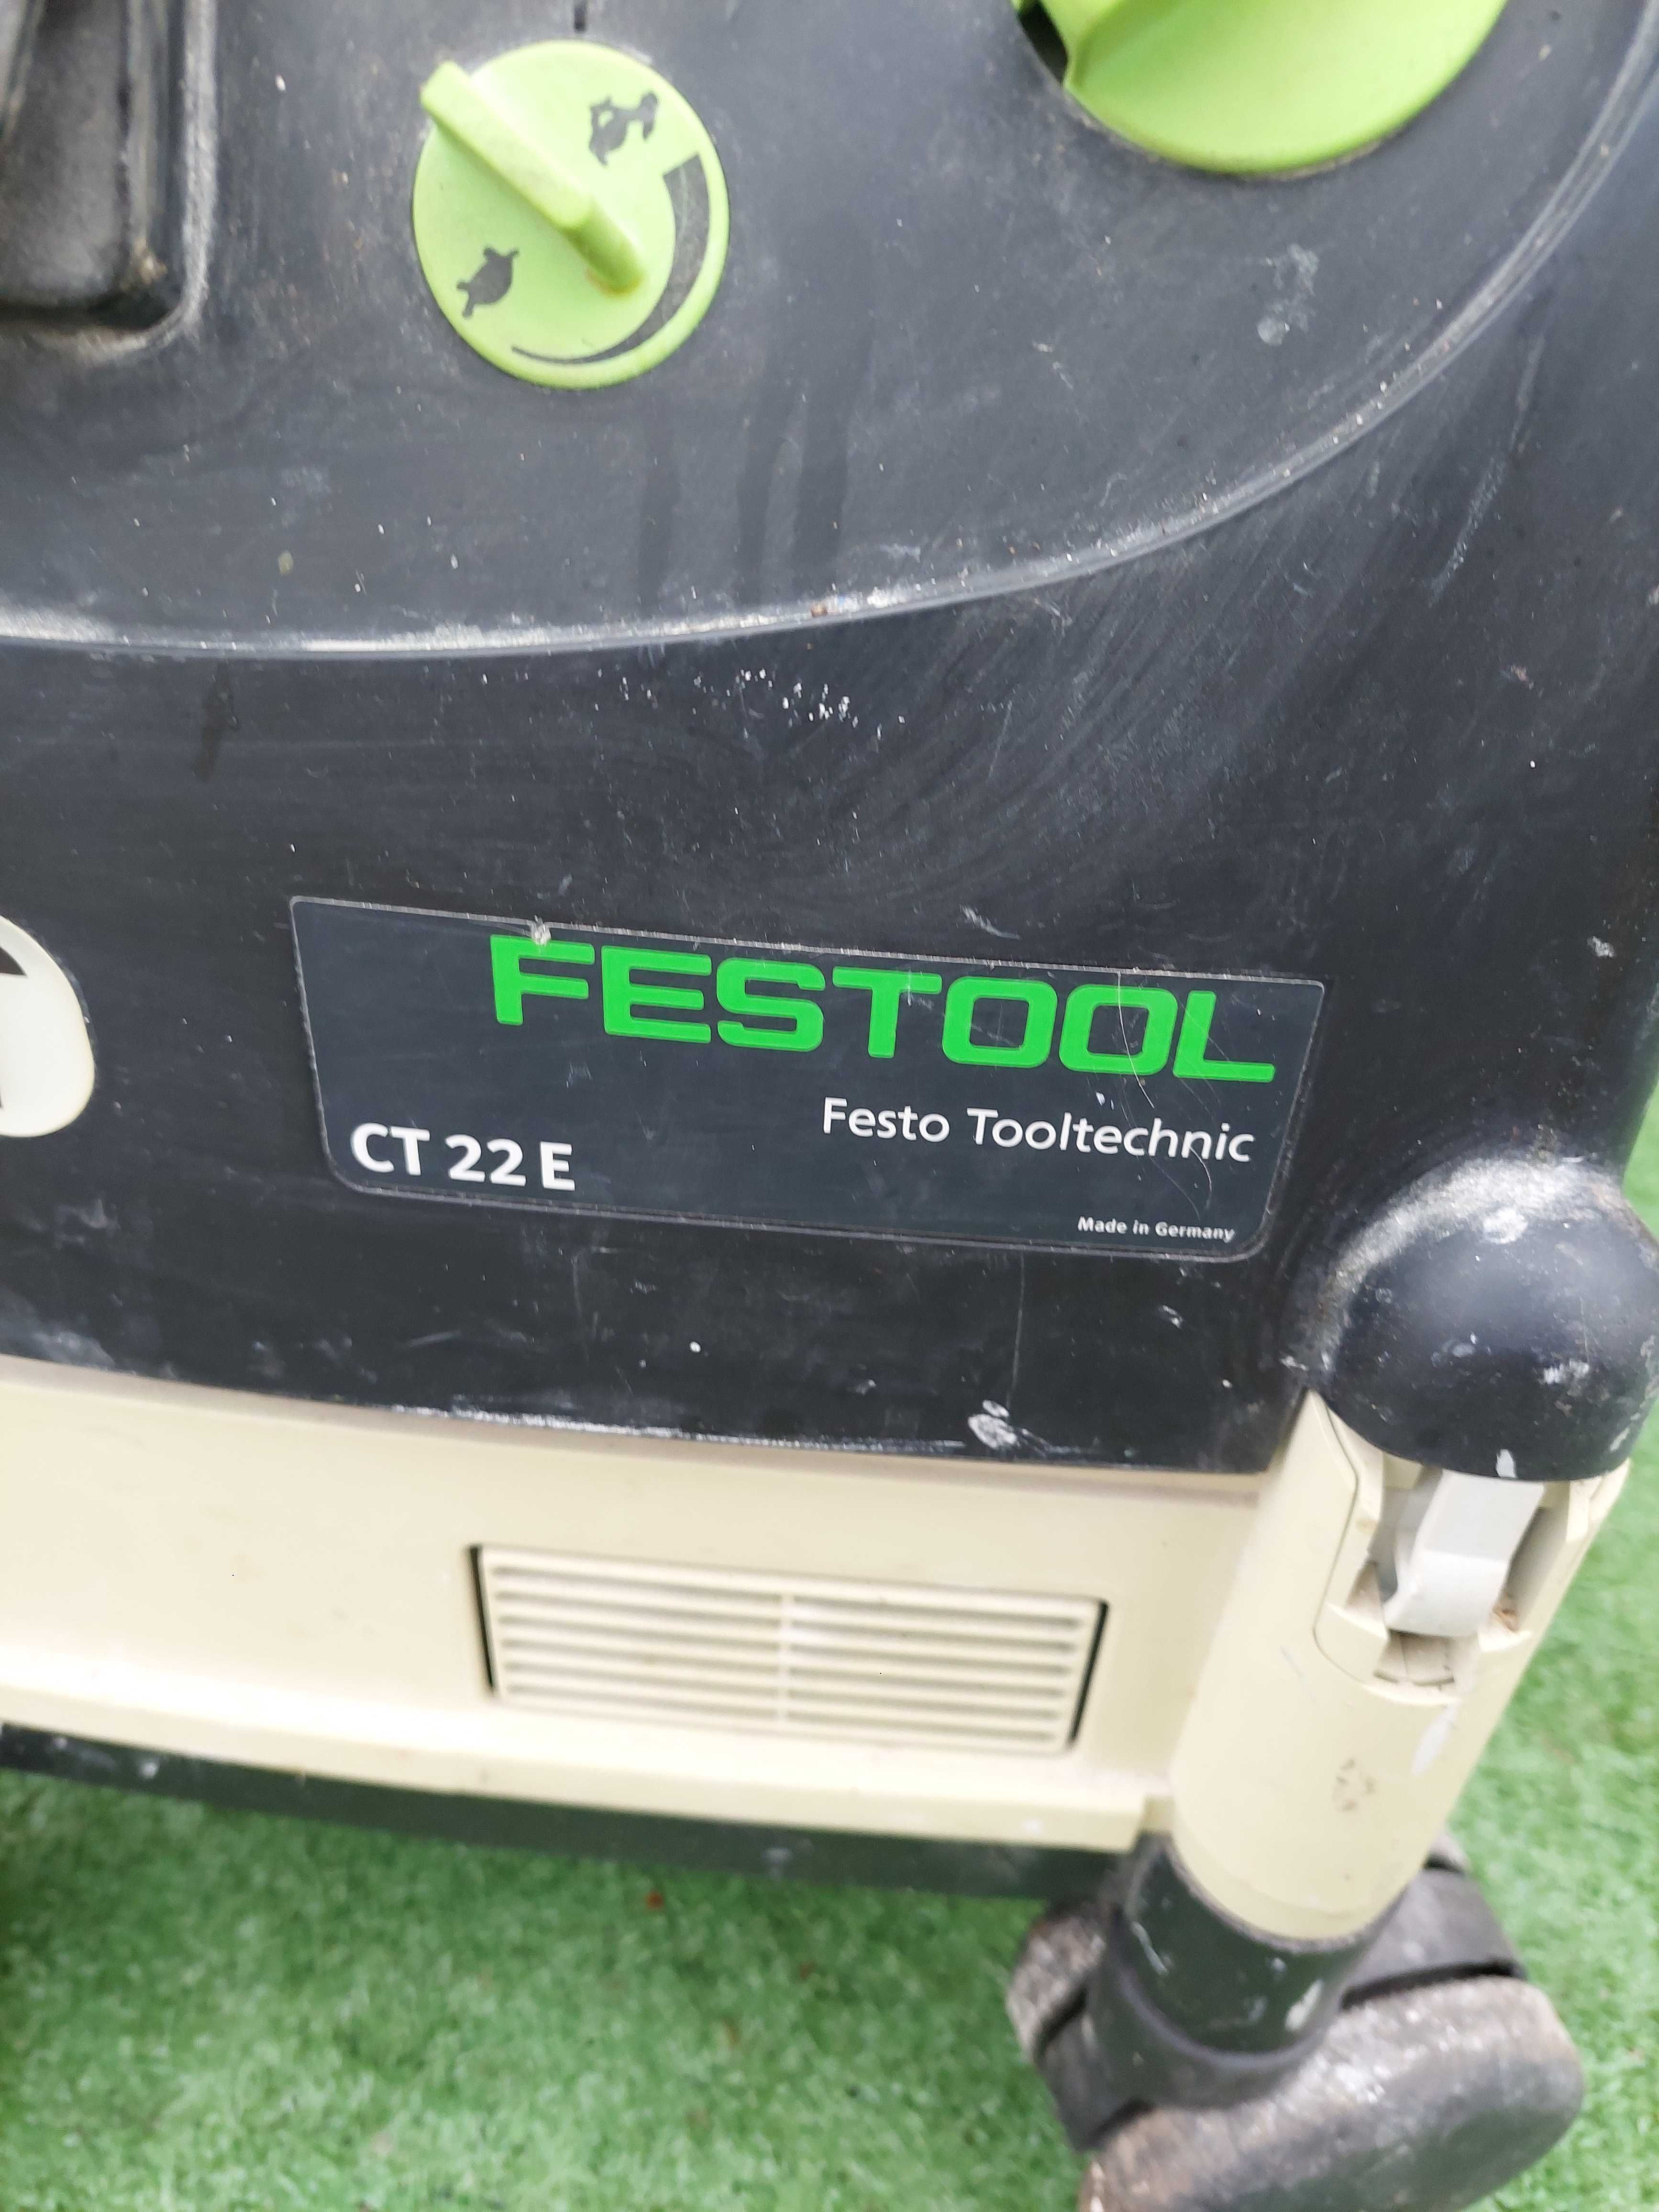 FESTOOL
Festo Tooltechnic
CT 22 E
Made in Germany